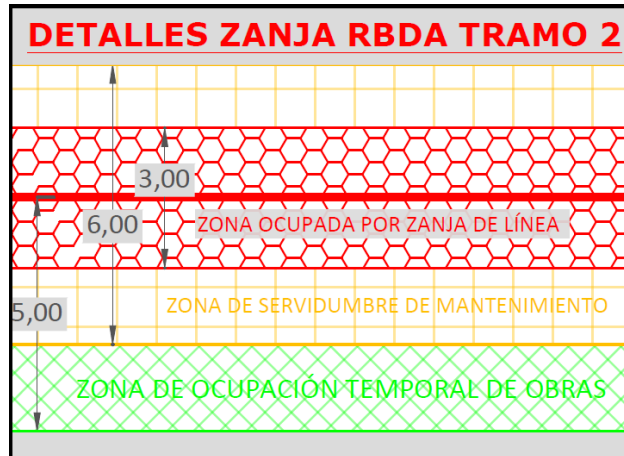 DETALLES ZANJA RBDA TRAMO 2
3,00
6,00
ZONA OCUPADA POR ZANJA DE LÍNEA
ZONA DE SERVIDUMBRE DE MANTENIMIENTO
5,00
ZONA DE OCUPACIÓN TEMPORAL DE OBRAS